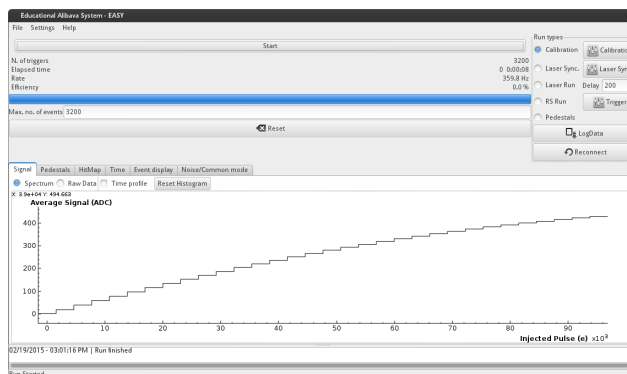 Educational Alibava System - EASY
File Settings Help
Start
N. of triggers 3200
Elapsed time 0 0:00:08
Rate 359.8 Hz
Efficiency 0.0 %
Max. no. of events 3200
Reset
Run types
Calibration Calibratio
Laser Sync. Laser Syn
Laser Run Delay 200
RS Run Trigger
Pedestals
LogData
Reconnect
Signal Pedestals HitMap Time Event display Noise/Common mode
Spectrum Raw Data Time profile Reset Histogram
X: 3.9e+04 Y: 494.663
Average Signal (ADC)
400
300
200
100
0
0 10 20 30 40 50 60 70 80 90
Injected Pulse (e) x10³
02/19/2015 - 03:01:16 PM | Run finished
Run Started